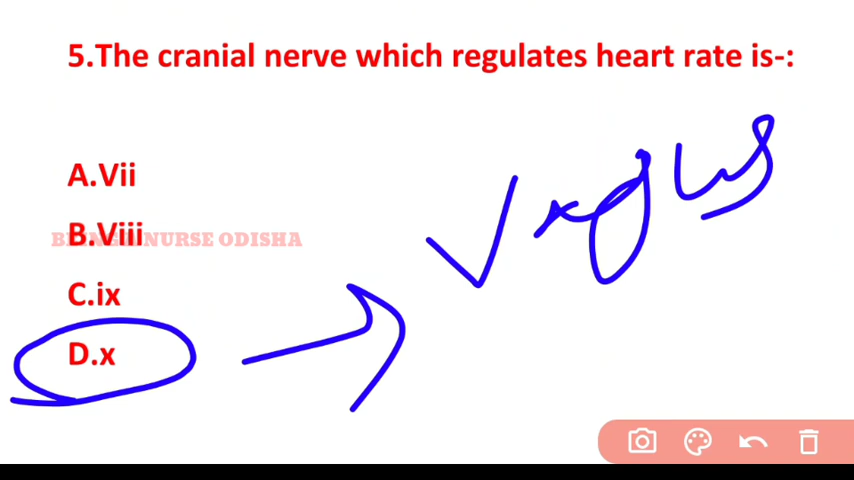 5.The cranial nerve which regulates heart rate is-:
A.Vii
B.Viii
C.ix
D.x
Vagus